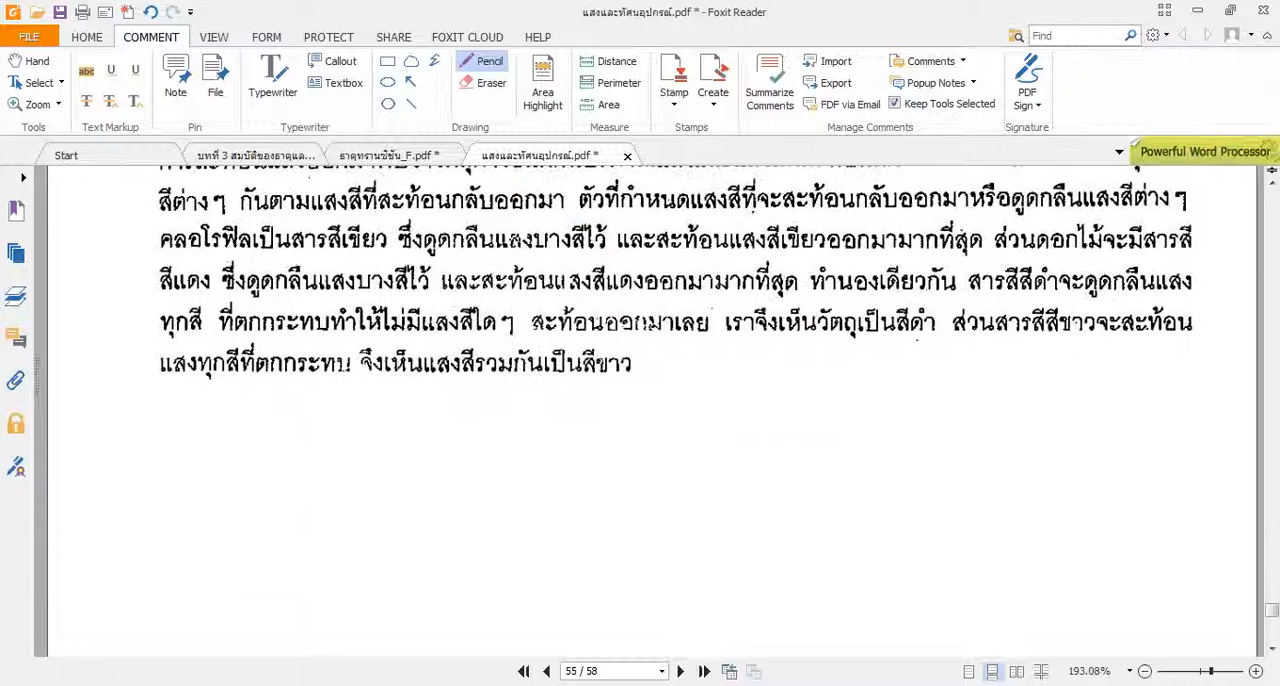 แสงและทัศนอุปกรณ์.pdf * - Foxit Reader
FILE HOME COMMENT VIEW FORM PROTECT SHARE FOXIT CLOUD HELP
Find
Hand
Select
Zoom
Tools
abc U U
T T T
Text Markup
Note
File
Pin
Typewriter
Callout
Textbox
Typewriter
Pencil
Eraser
Drawing
Area Highlight
Distance
Perimeter
Area
Measure
Stamp
Create
Stamps
Summarize Comments
Import
Export
FDF via Email
Comments
Popup Notes
Keep Tools Selected
Manage Comments
PDF Sign
Signature
Start
บทที่ 3 สมบัติของธาตุและ...
ธาตุทรานซิชัน_F.pdf *
แสงและทัศนอุปกรณ์.pdf *
Powerful Word Processor
สีต่างๆ กันตามแสงสีที่สะท้อนกลับออกมา ตัวที่กำหนดแสงสีที่จะสะท้อนกลับออกมาหรือดูดกลืนแสงสีต่างๆ
คลอโรฟิลเป็นสารสีเขียว ซึ่งดูดกลืนแสงบางสีไว้ และสะท้อนแสงสีเขียวออกมามากที่สุด ส่วนดอกไม้จะมีสารสี
สีแดง ซึ่งดูดกลืนแสงบางสีไว้ และสะท้อนแสงสีแดงออกมามากที่สุด ทำนองเดียวกัน สารสีสีดำจะดูดกลืนแสง
ทุกสี ที่ตกกระทบทำให้ไม่มีแสงสีใดๆ สะท้อนออกมาเลย เราจึงเห็นวัตถุเป็นสีดำ ส่วนสารสีสีขาวจะสะท้อน
แสงทุกสีที่ตกกระทบ จึงเห็นแสงสีรวมกันเป็นสีขาว
55 / 58
193.08%